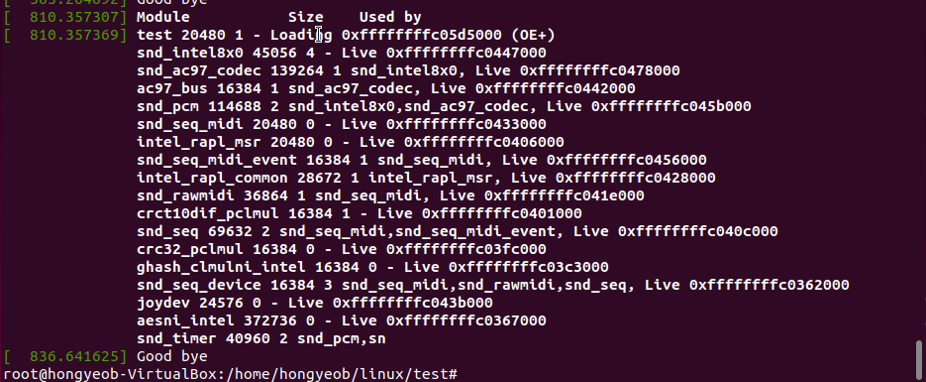 [  810.357307] Module                  Size    Used by
[  810.357369] test 20480 1 - Loading 0xffffffffc05d5000 (OE+)
snd_intel8x0 45056 4 - Live 0xffffffffc0447000
snd_ac97_codec 139264 1 snd_intel8x0, Live 0xffffffffc0478000
ac97_bus 16384 1 snd_ac97_codec, Live 0xffffffffc0442000
snd_pcm 114688 2 snd_intel8x0,snd_ac97_codec, Live 0xffffffffc045b000
snd_seq_midi 20480 0 - Live 0xffffffffc0433000
intel_rapl_msr 20480 0 - Live 0xffffffffc0406000
snd_seq_midi_event 16384 1 snd_seq_midi, Live 0xffffffffc0456000
intel_rapl_common 28672 1 intel_rapl_msr, Live 0xffffffffc0428000
snd_rawmidi 36864 1 snd_seq_midi, Live 0xffffffffc041e000
crct10dif_pclmul 16384 1 - Live 0xffffffffc0401000
snd_seq 69632 2 snd_seq_midi,snd_seq_midi_event, Live 0xffffffffc040c000
crc32_pclmul 16384 0 - Live 0xffffffffc03fc000
ghash_clmulni_intel 16384 0 - Live 0xffffffffc03c3000
snd_seq_device 16384 3 snd_seq_midi,snd_rawmidi,snd_seq, Live 0xffffffffc0362000
joydev 24576 0 - Live 0xffffffffc043b000
aesni_intel 372736 0 - Live 0xffffffffc0367000
snd_timer 40960 2 snd_pcm,sn
[  836.641625] Good bye
root@hongyeob-VirtualBox:/home/hongyeob/linux/test#